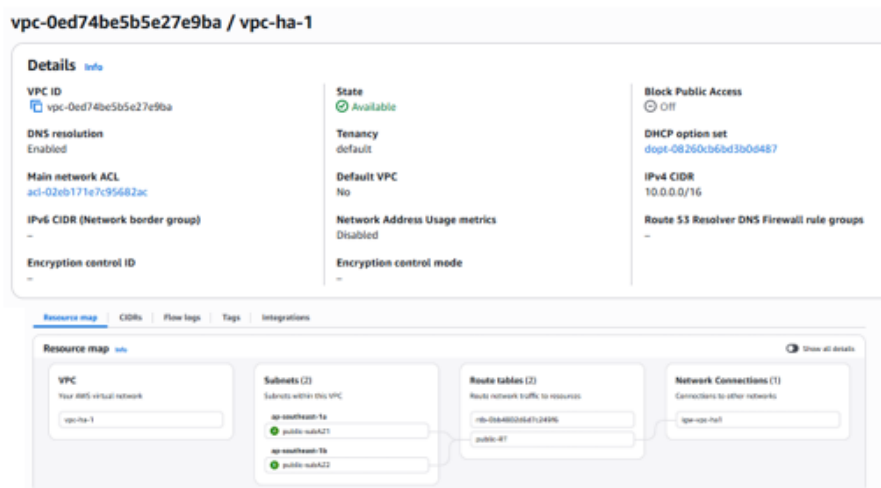 vpc-0ed74be5b5e27e9ba / vpc-ha-1
Details Info
VPC ID
vpc-0ed74be5b5e27e9ba
State
Available
Block Public Access
Off
DNS resolution
Enabled
Tenancy
default
DHCP option set
dopt-08260cb6bd3b0d487
Main network ACL
acl-02eb171e7c95682ac
Default VPC
No
IPv4 CIDR
10.0.0.0/16
IPv6 CIDR (Network border group)
–
Network Address Usage metrics
Disabled
Route 53 Resolver DNS Firewall rule groups
–
Encryption control ID
–
Encryption control mode
–
Resource map CIDRs Flow logs Tags Integrations
Resource map Info
Show all details
VPC
Your AWS virtual network
vpc-ha-1
Subnets (2)
Subnets within this VPC
ap-southeast-1a
public-subAZ1
ap-southeast-1b
public-subAZ2
Route tables (2)
Route network traffic to resources
public-RT
Network Connections (1)
Connections to other networks
igw-vpc-ha1